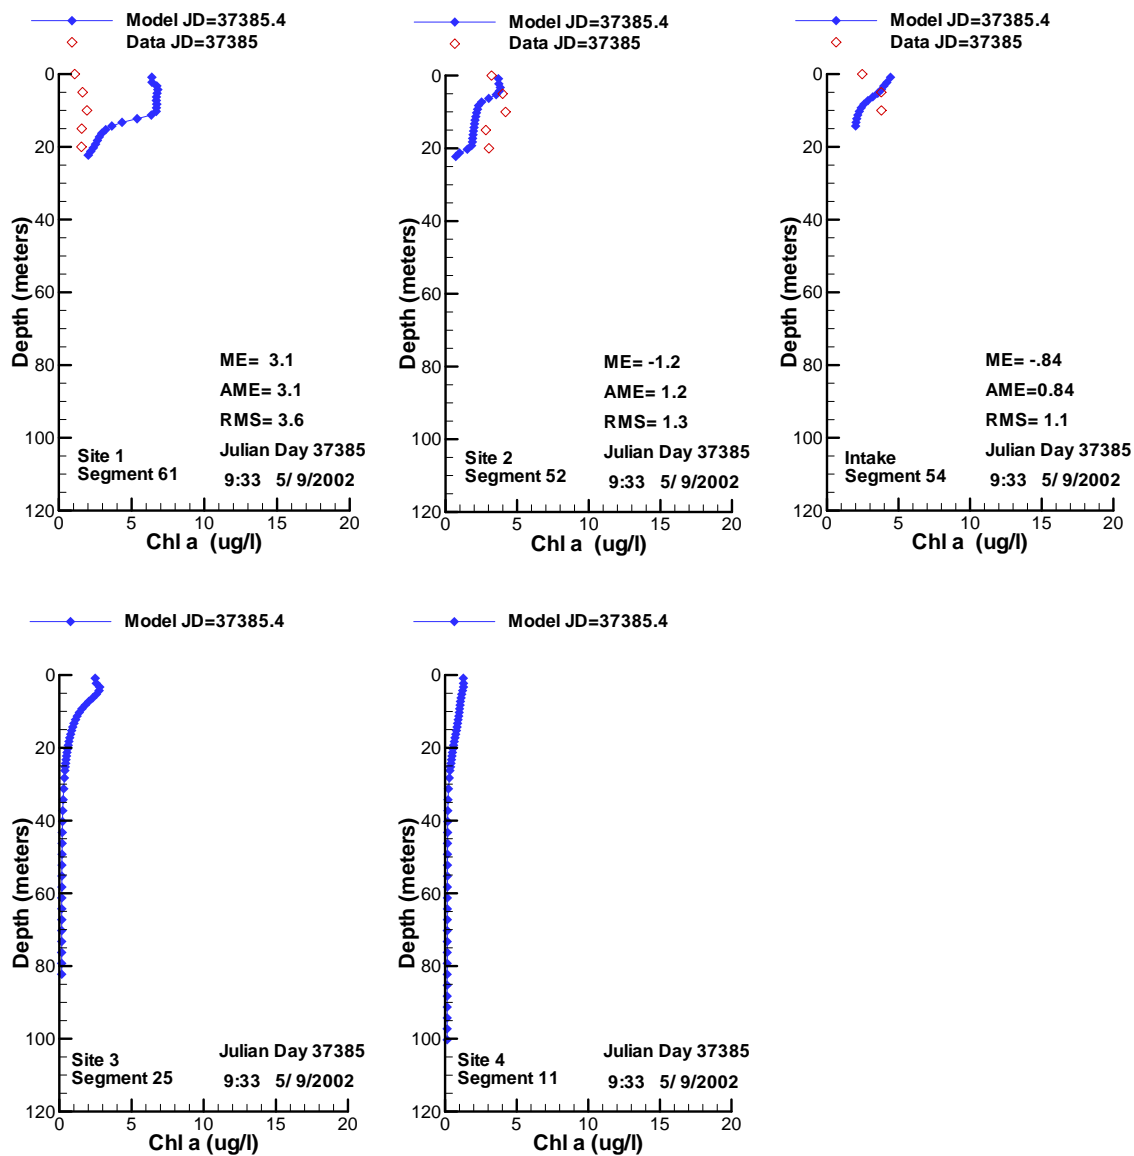 Model JD=37385.4
Data JD=37385
0
20
40
60
80
100
120
Depth (meters)
ME= 3.1
AME= 3.1
RMS= 3.6
Julian Day 37385
9:33 5/ 9/2002
Site 1
Segment 61
0 5 10 15 20
Chl a (ug/l)
Model JD=37385.4
Data JD=37385
0
20
40
60
80
100
120
Depth (meters)
ME= -1.2
AME= 1.2
RMS= 1.3
Julian Day 37385
9:33 5/ 9/2002
Site 2
Segment 52
0 5 10 15 20
Chl a (ug/l)
Model JD=37385.4
Data JD=37385
0
20
40
60
80
100
120
Depth (meters)
ME= -.84
AME=0.84
RMS= 1.1
Julian Day 37385
9:33 5/ 9/2002
Intake
Segment 54
0 5 10 15 20
Chl a (ug/l)
Model JD=37385.4
0
20
40
60
80
100
120
Depth (meters)
Julian Day 37385
9:33 5/ 9/2002
Site 3
Segment 25
0 5 10 15 20
Chl a (ug/l)
Model JD=37385.4
0
20
40
60
80
100
120
Depth (meters)
Julian Day 37385
9:33 5/ 9/2002
Site 4
Segment 11
0 5 10 15 20
Chl a (ug/l)